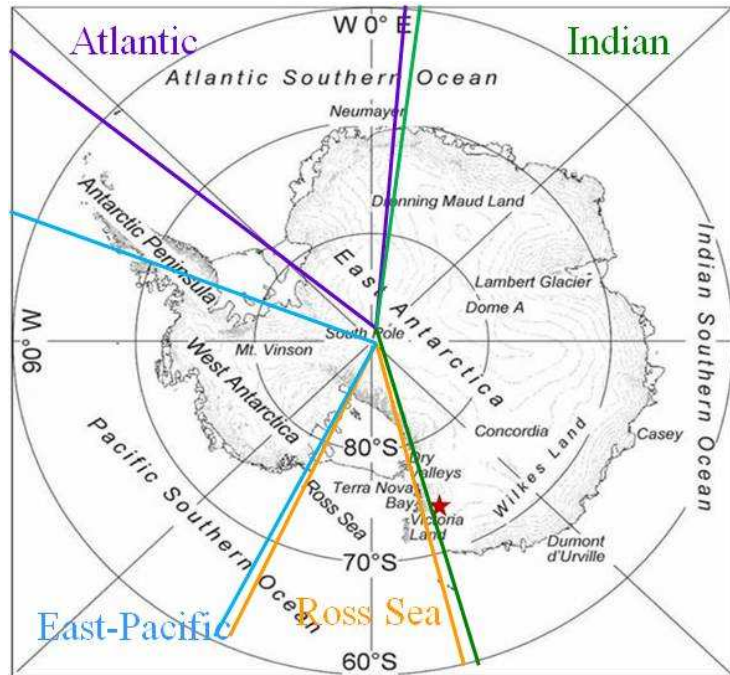 W 0° E
Atlantic
Indian
Atlantic Southern Ocean
Neumayer
Dronning Maud Land
Antarctic Peninsula
East Antarctica
Lambert Glacier
Dome A
Indian Southern Ocean
South Pole
90° W
Mt. Vinson
West Antarctica
Concordia
Casey
80°S
Dry
Valleys
Wilkes Land
Terra Nova
Bay
Victoria
Land
Ross Sea
Pacific Southern Ocean
Dumont
d'Urville
70°S
East-Pacific
Ross Sea
60°S